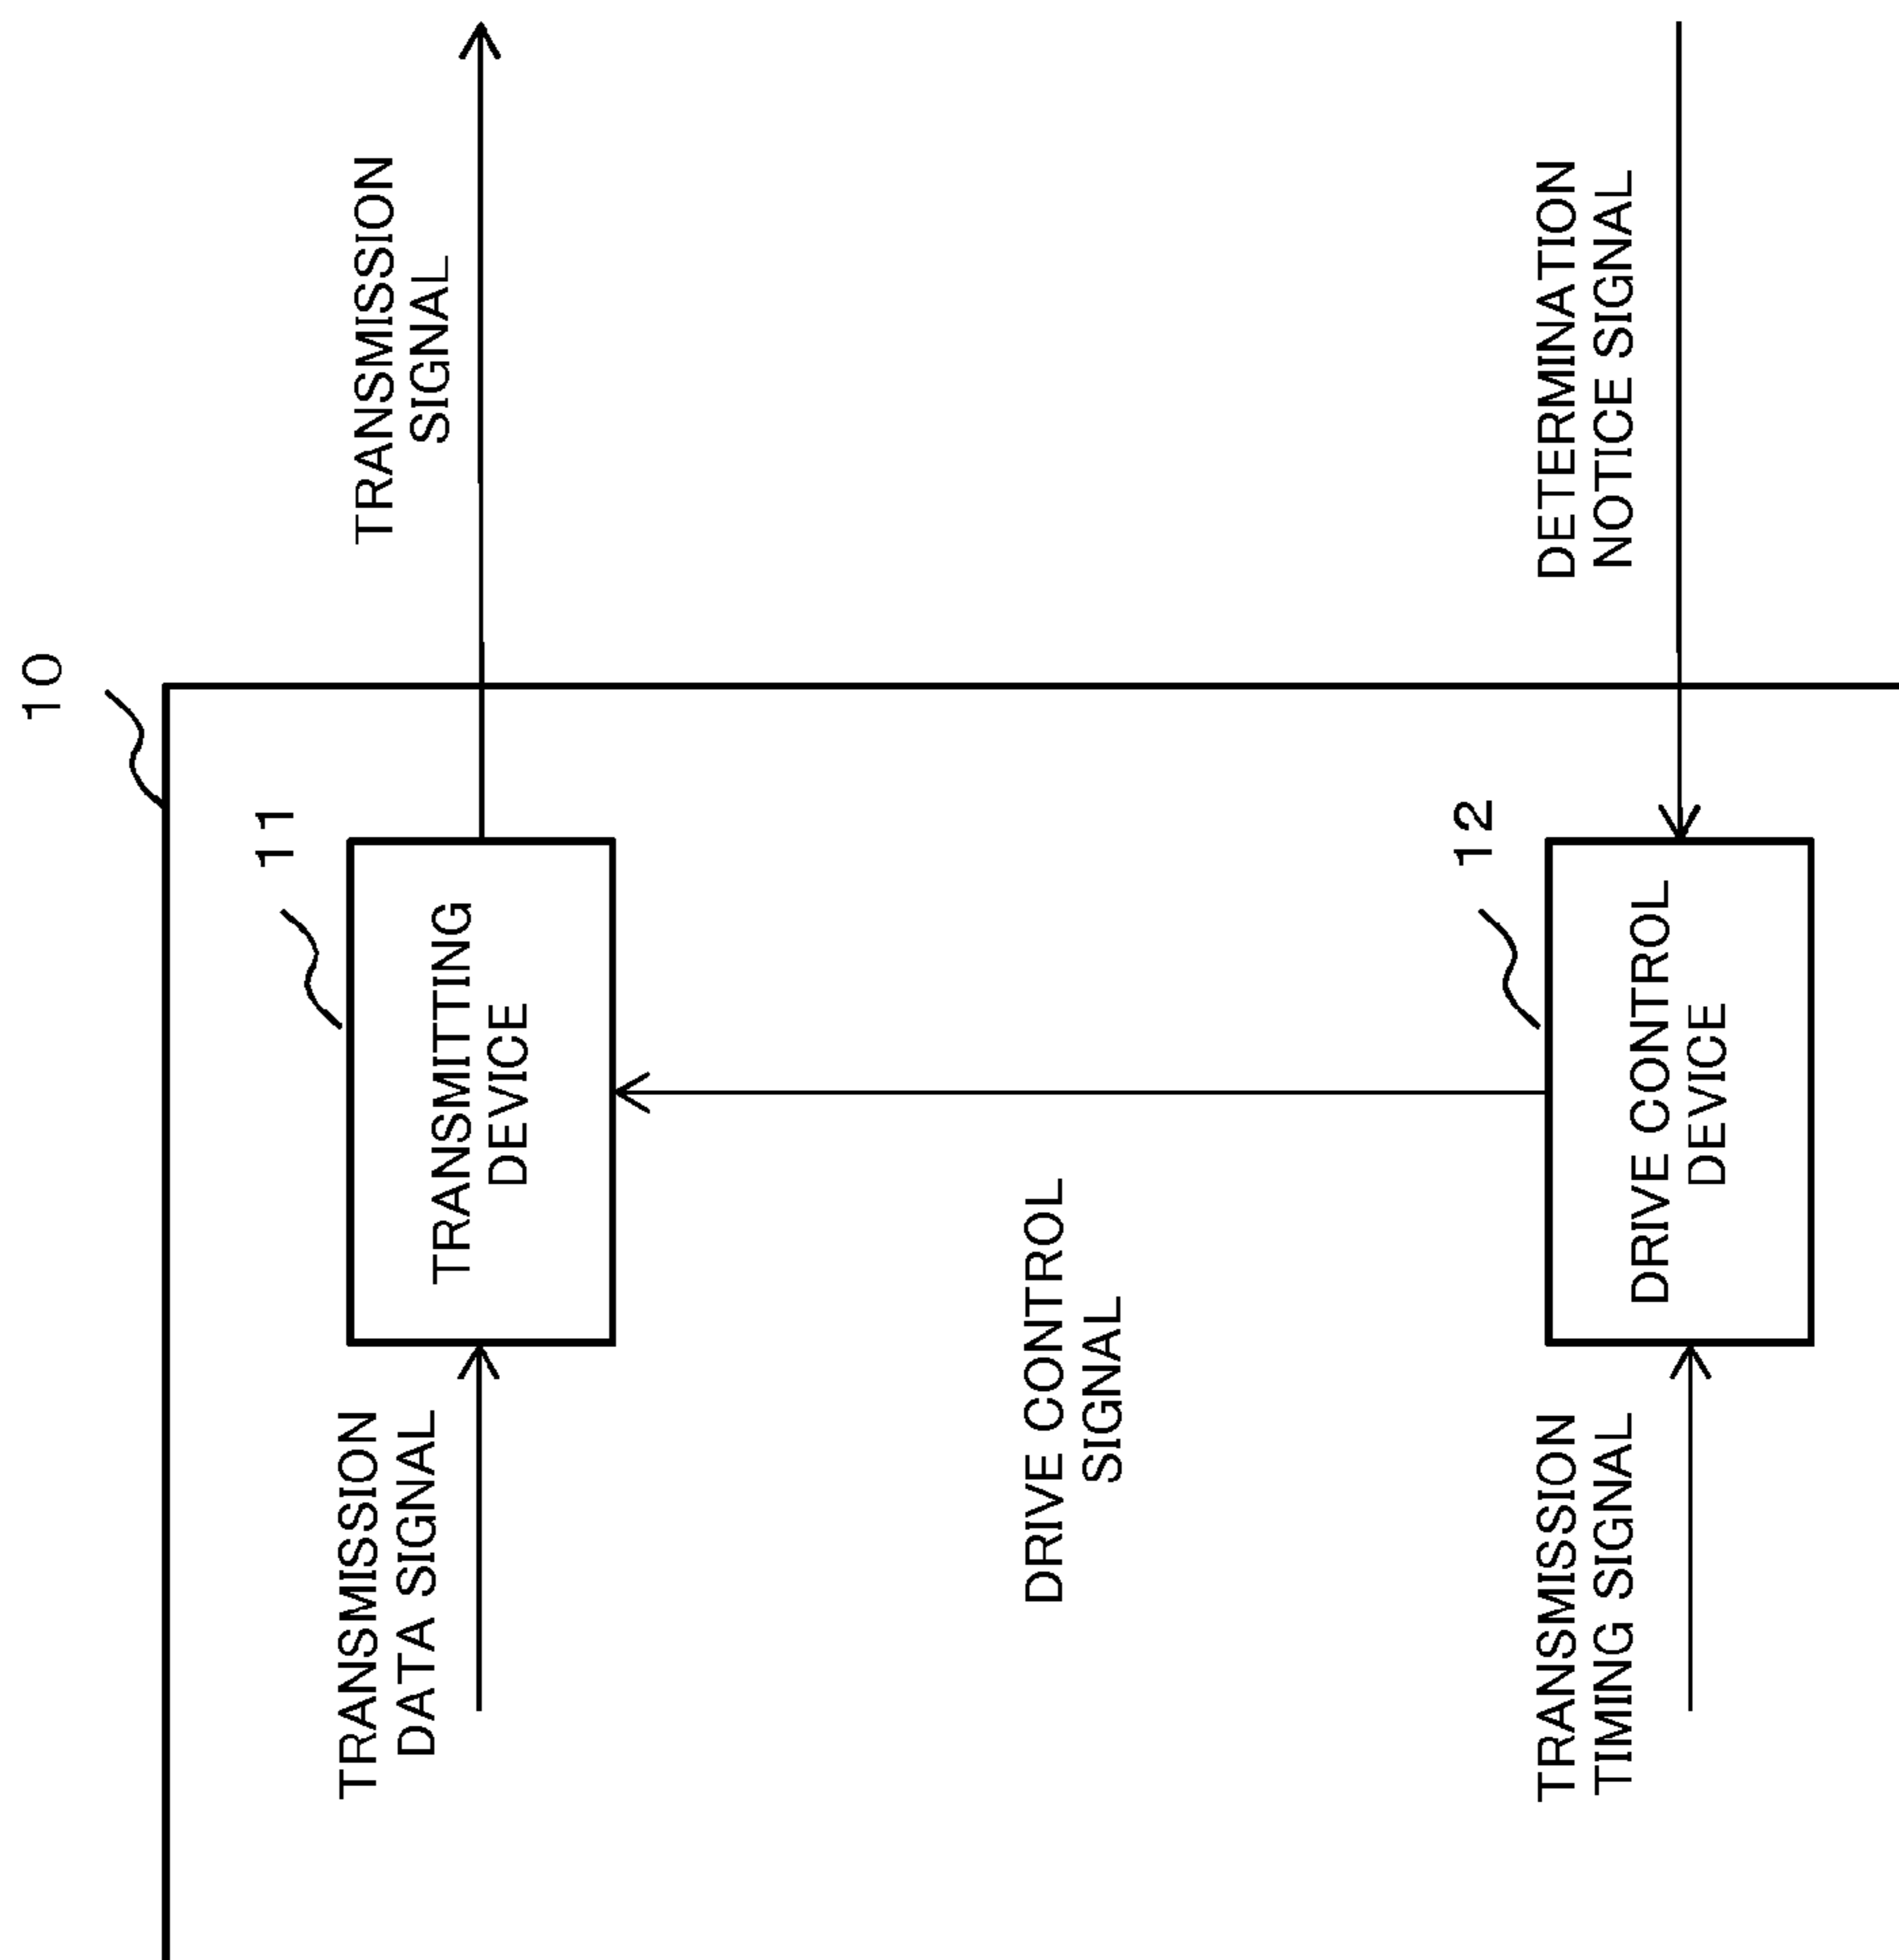 10
11
TRANSMISSION
DATA SIGNAL
TRANSMITTING
DEVICE
TRANSMISSION
SIGNAL
DRIVE CONTROL
SIGNAL
12
TRANSMISSION
TIMING SIGNAL
DRIVE CONTROL
DEVICE
DETERMINATION
NOTICE SIGNAL